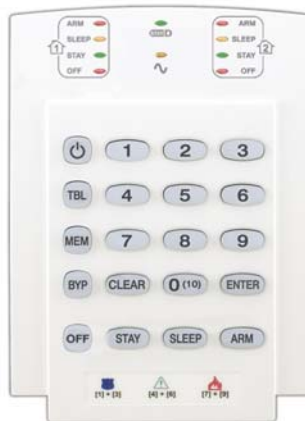 ARM ARM
SLEEP SLEEP
1 STAY STAY 2
OFF OFF
1 2 3
TBL 4 5 6
MEM 7 8 9
BYP CLEAR 0 (10) ENTER
OFF STAY SLEEP ARM
[1] + [3] [4] + [6] [7] + [9]